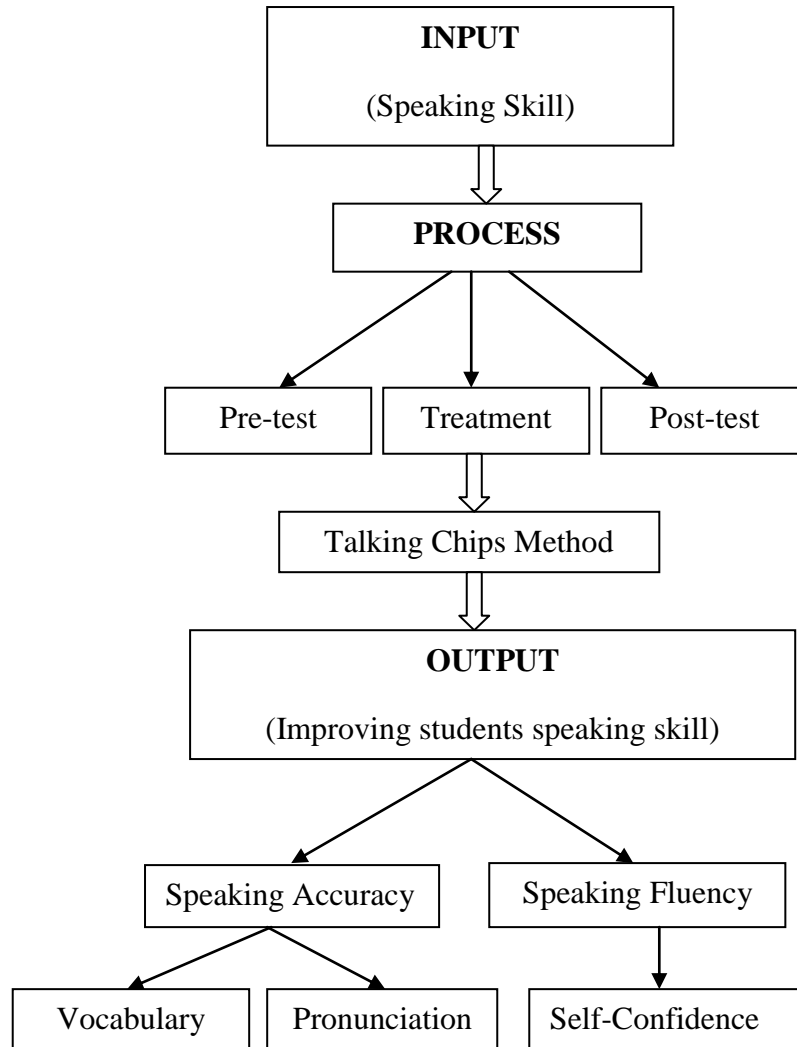 INPUT
(Speaking Skill)
PROCESS
Pre-test
Treatment
Post-test
Talking Chips Method
OUTPUT
(Improving students speaking skill)
Speaking Accuracy
Speaking Fluency
Vocabulary
Pronunciation
Self-Confidence